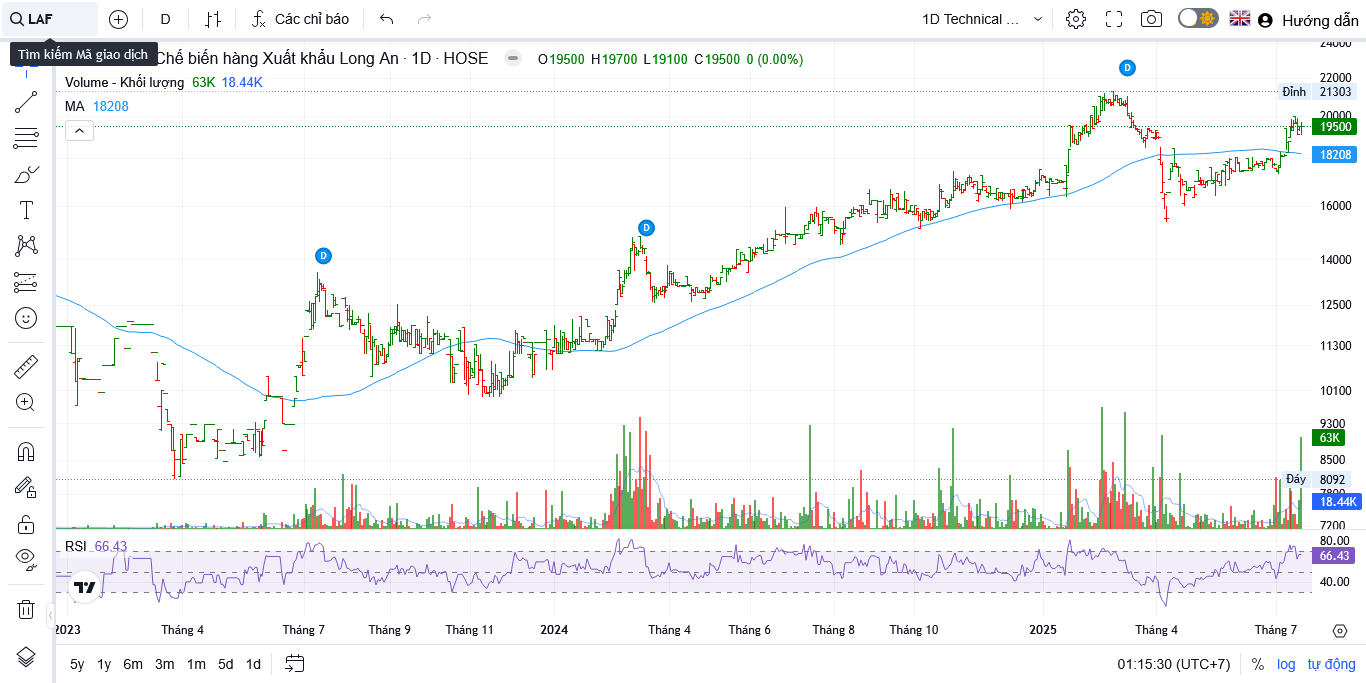 LAF
D
Các chỉ báo
1D Technical ...
Hướng dẫn
Tìm kiếm Mã giao dịch
Chế biến hàng Xuất khẩu Long An · 1D · HOSE
O19500 H19700 L19100 C19500 0 (0.00%)
Volume - Khối lượng 63K 18.44K
MA 18208
D
D
D
24000
22000
Đỉnh 21303
20000
19500
18208
16000
14000
12500
11300
10100
9300
63K
8500
Đáy 8092
7800
18.44K
7700
RSI 66.43
80.00
66.43
40.00
2023 Tháng 4 Tháng 7 Tháng 9 Tháng 11 2024 Tháng 4 Tháng 6 Tháng 8 Tháng 10 2025 Tháng 4 Tháng 7
5y 1y 6m 3m 1m 5d 1d
01:15:30 (UTC+7) % log tự động